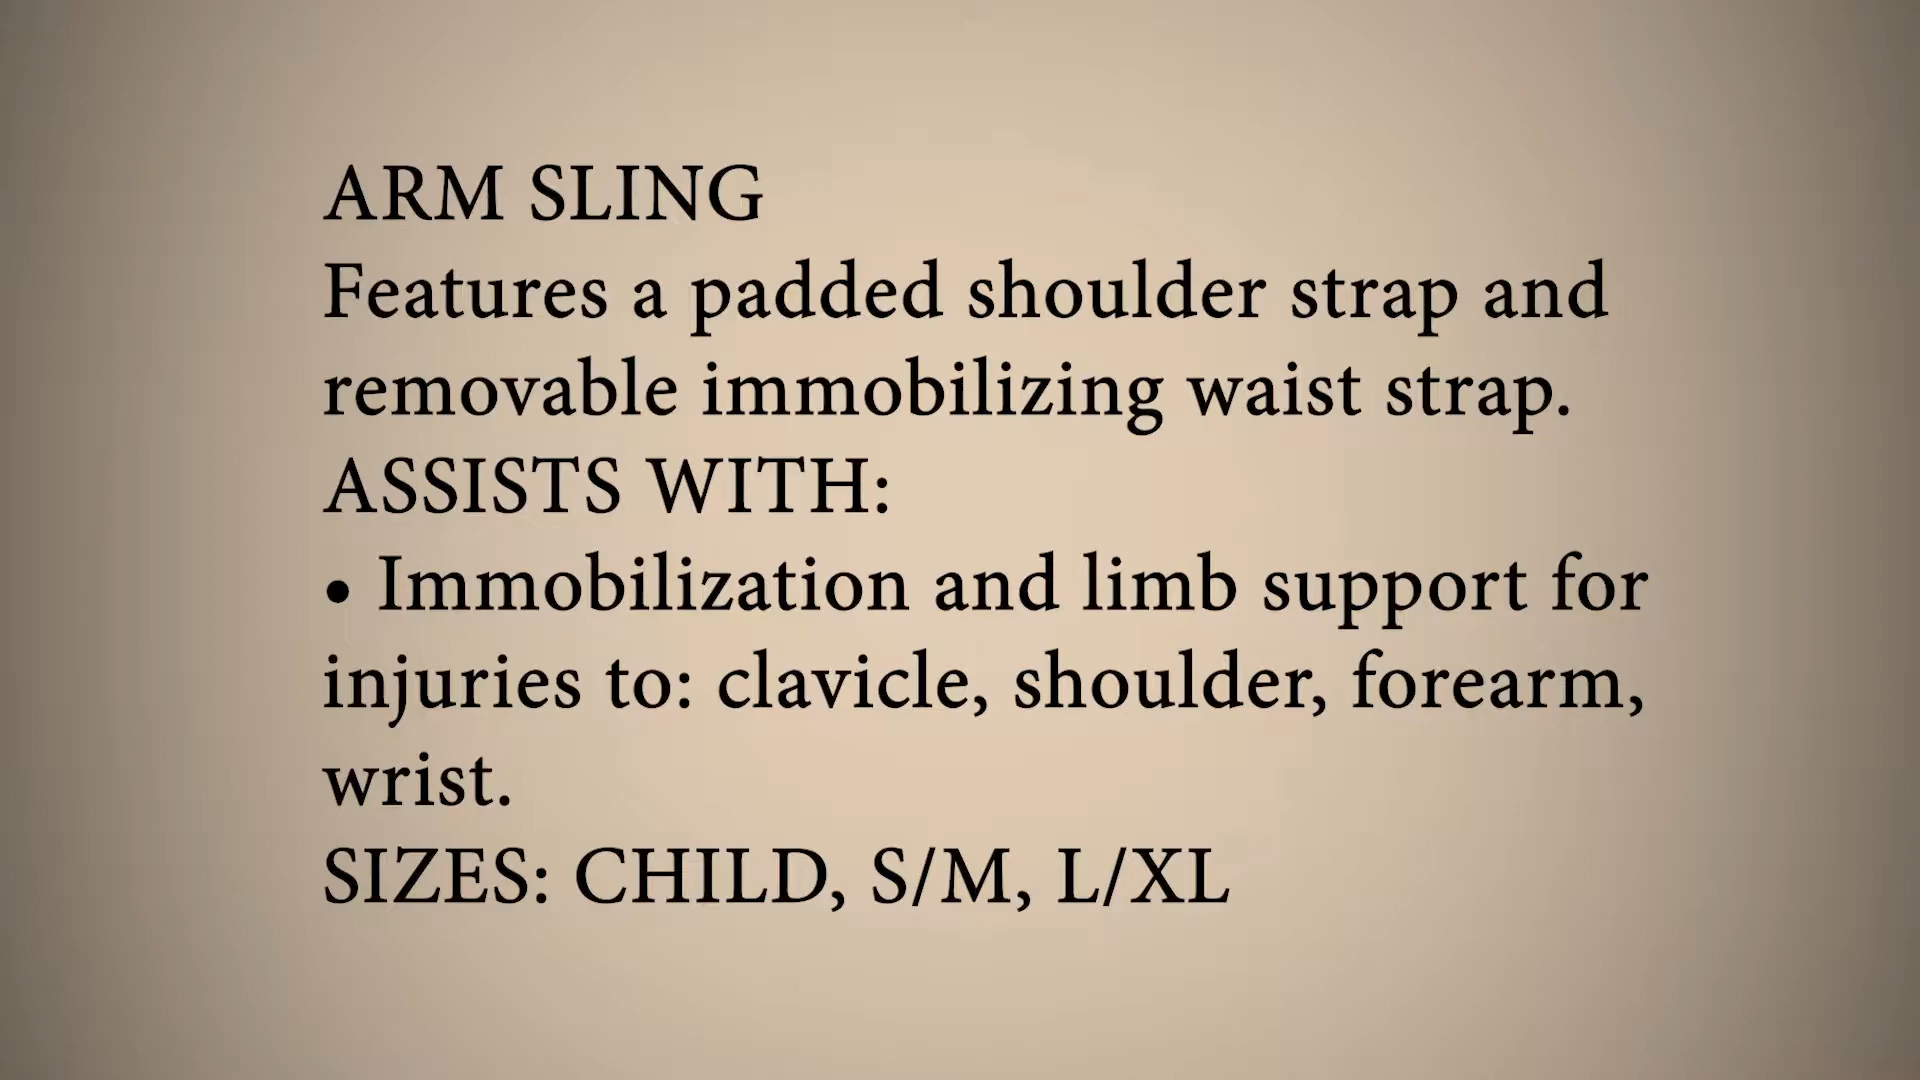 ARM SLING
Features a padded shoulder strap and
removable immobilizing waist strap.
ASSISTS WITH:
• Immobilization and limb support for
injuries to: clavicle, shoulder, forearm,
wrist.
SIZES: CHILD, S/M, L/XL